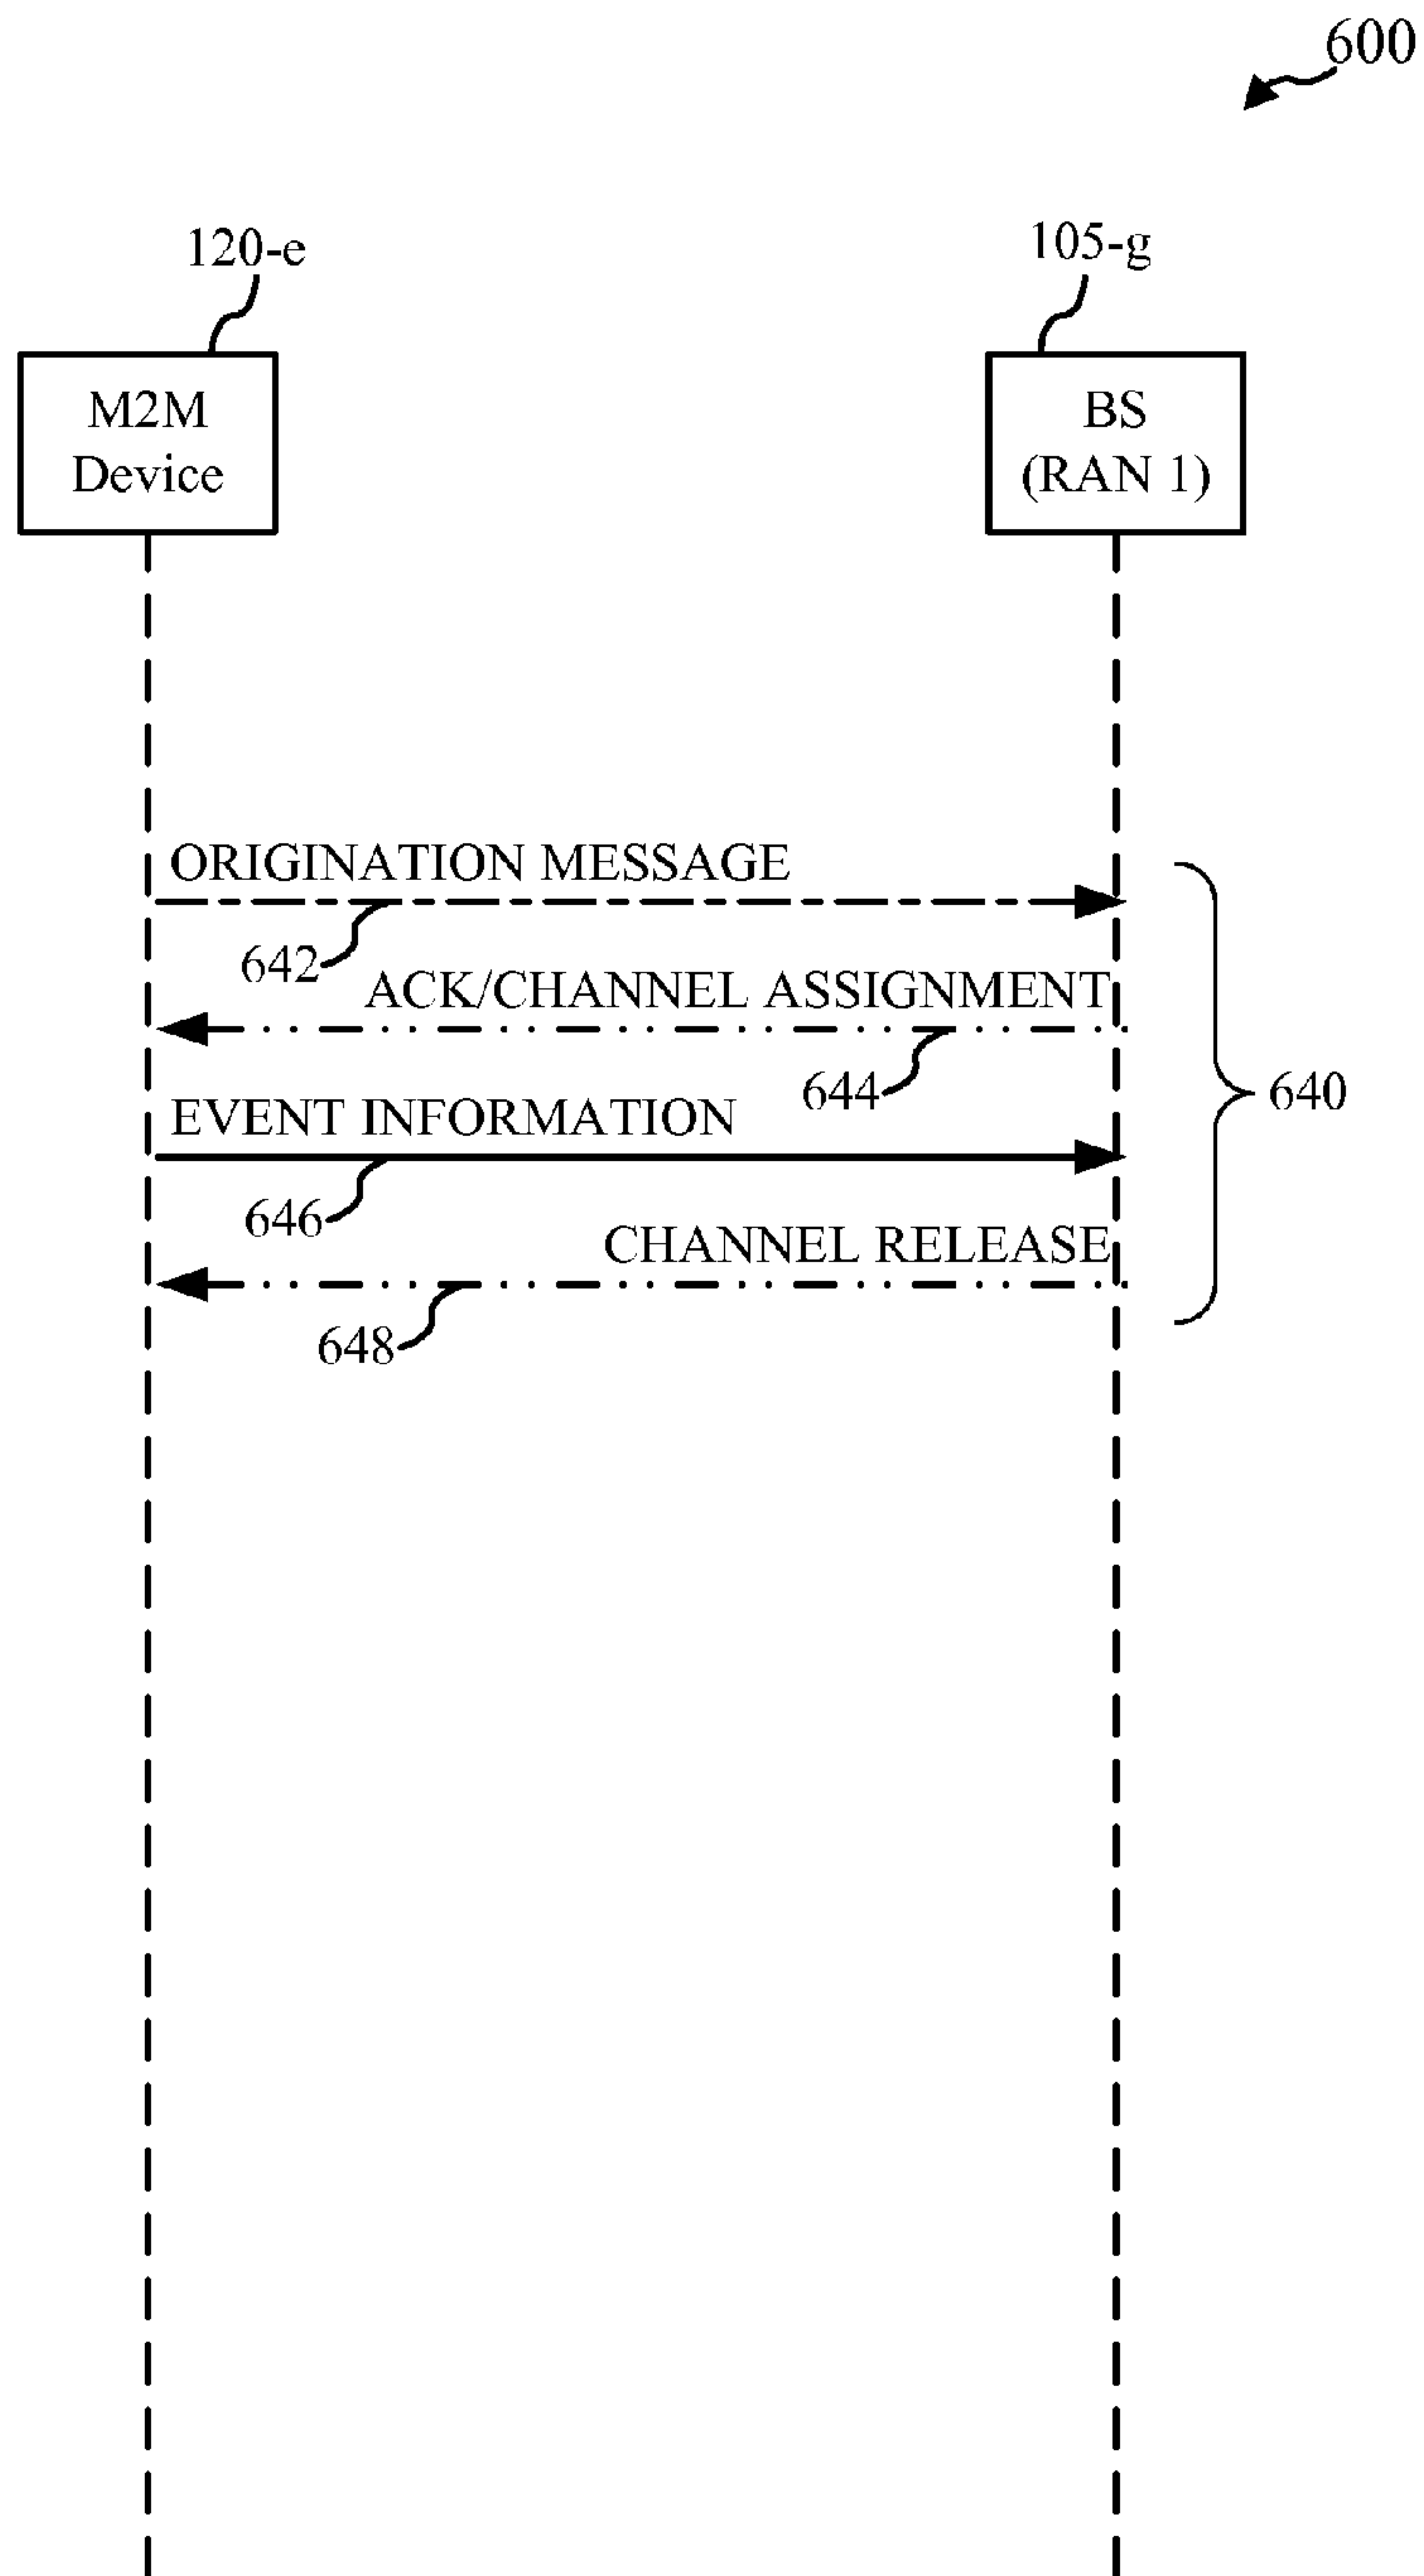 600
120-e
105-g
M2M
Device
BS
(RAN 1)
ORIGINATION MESSAGE
642
ACK/CHANNEL ASSIGNMENT
644
640
EVENT INFORMATION
646
CHANNEL RELEASE
648